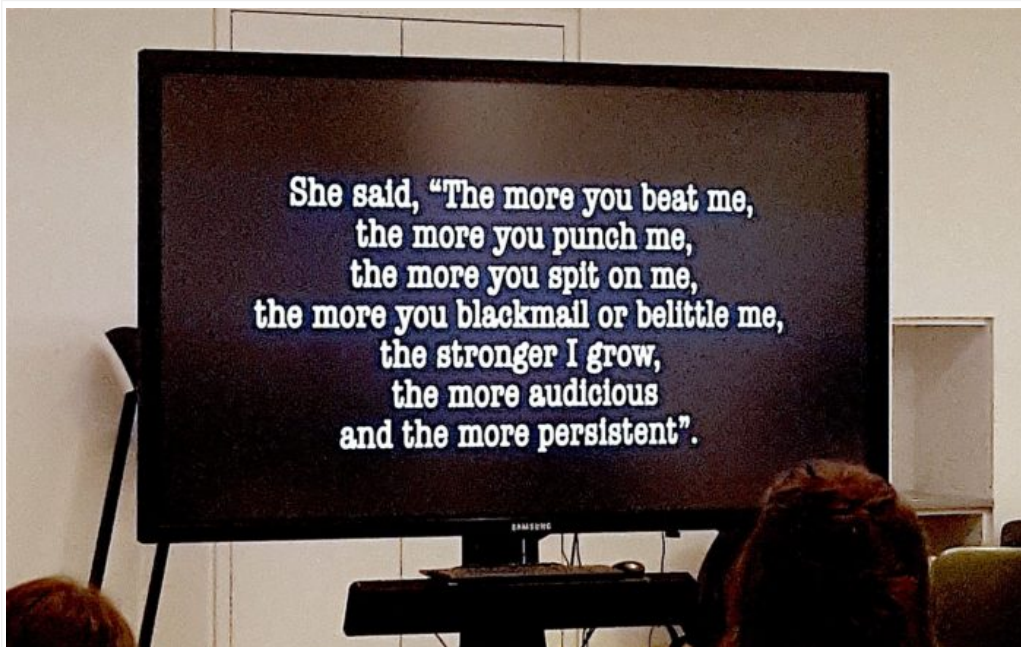 She said, “The more you beat me,
the more you punch me,
the more you spit on me,
the more you blackmail or belittle me,
the stronger I grow,
the more audicious
and the more persistent”.
SAMSUNG